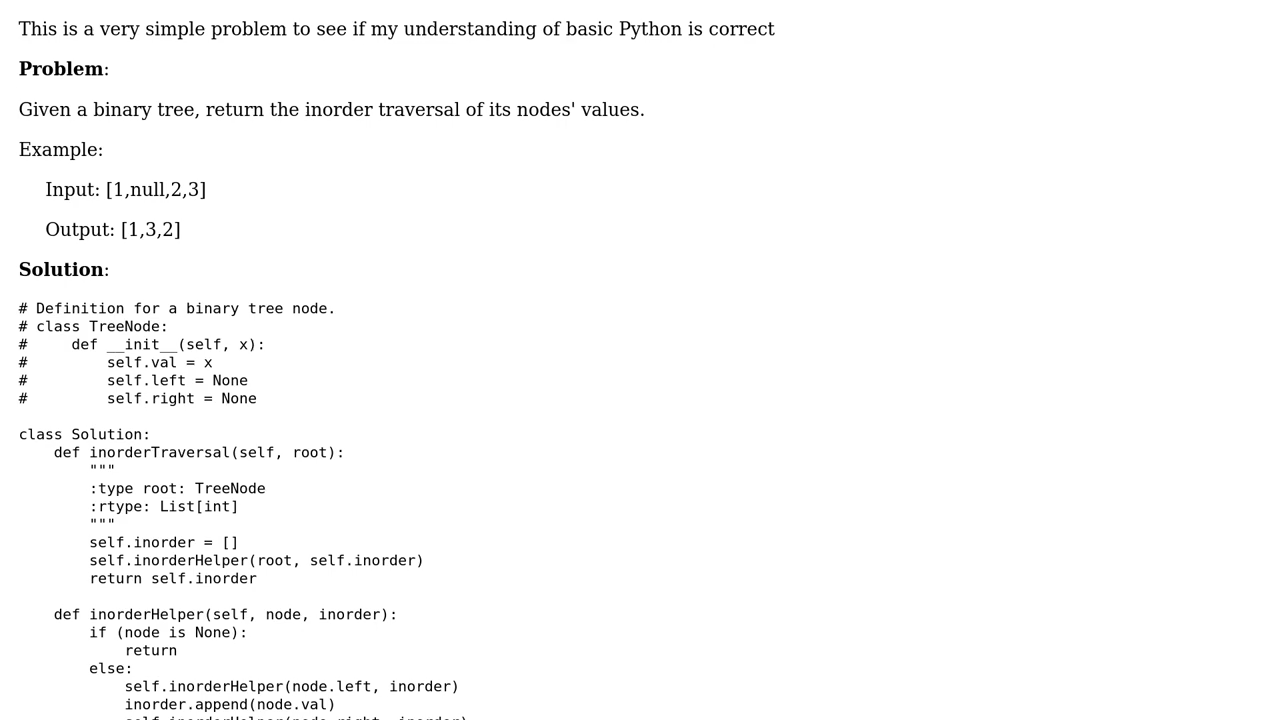 This is a very simple problem to see if my understanding of basic Python is correct
Problem:
Given a binary tree, return the inorder traversal of its nodes' values.
Example:
Input: [1,null,2,3]
Output: [1,3,2]
Solution:
# Definition for a binary tree node.
# class TreeNode:
#     def __init__(self, x):
#         self.val = x
#         self.left = None
#         self.right = None
class Solution:
    def inorderTraversal(self, root):
        """
        :type root: TreeNode
        :rtype: List[int]
        """
        self.inorder = []
        self.inorderHelper(root, self.inorder)
        return self.inorder
    def inorderHelper(self, node, inorder):
        if (node is None):
            return
        else:
            self.inorderHelper(node.left, inorder)
            inorder.append(node.val)
            self.inorderHelper(node.right, inorder)